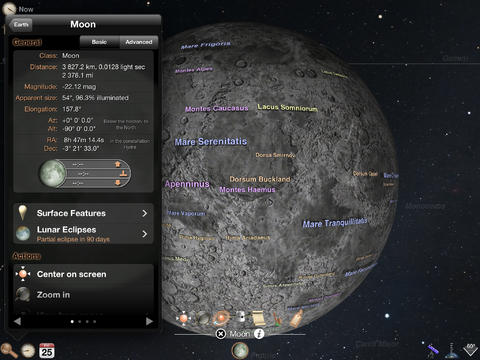 Now
Earth
Moon
General
Basic
Advanced
Class: Moon
Distance: 3 827.2 km, 0.0128 light sec
2 378.1 mi
Magnitude: -22.12 mag
Apparent size: 54°, 96.3% illuminated
Elongation: 157.8°
Az: +0° 0' 0.0"
Alt: -90° 0' 0.0"
Below the horizon to the North
RA: 8h 47m 14.4s
Dec: -3° 21' 33.0"
in the constellation Hydra
--:--
--:--
--:--
Surface Features
Lunar Eclipses
Partial eclipse in 90 days
Actions
Center on screen
Zoom in
Mare Frigoris
Montes Alpes
Montes Caucasus
Lacus Somniorum
Mare Serenitatis
Dorsa Smirnov
Apenninus
Dorsum Buckland
Montes Haemus
Mare Vaporum
Mare Tranquillitatis
Rima Ariadaeus
Monoceros
Canis Major
Moon
25
60°